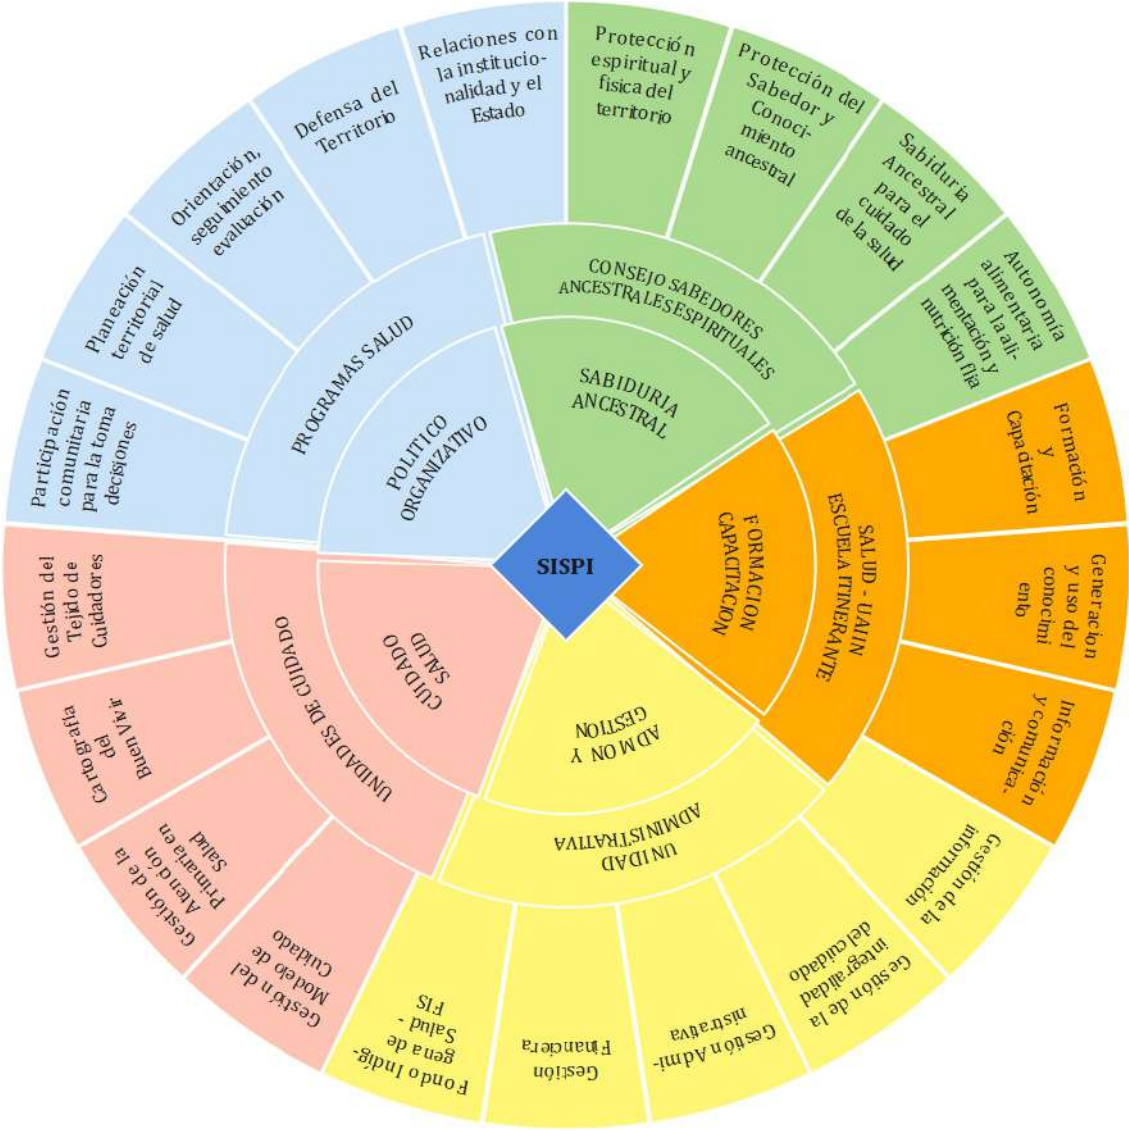 SISPI
SABIDURIA
ANCESTRAL
CONSEJO SABEDORES
ANCESTRALES ESPIRITUALES
Protección
espiritual y
fisica del
territorio
Protección del
Sabedor y
Conoci-
miento
ancestral
Sabiduria
Ancestral
para el
cuidado
de la salud
Autonomía
alimentaria
para la ali-
mentación y
nutrición flia
FORMACION
CAPACITACION
SALUD - UAIIN
ESCUELA ITINERANTE
Formación
y
Capacitación
Generacion
y uso del
conocimi
ento
Información
y comunica-
ción
ADMON Y
GESTION
UNIDAD
ADMINISTRATIVA
Gestión de la
información
Gestión de la
integralidad
del cuidado
Gestión Admi-
nistrativa
Gestión
Financiera
Fondo Indíg-
gena de
Salud -
FIS
CUIDADO
SALUD
UNIDADES DE CUIDADO
Gestión del
Modelo de
Cuidado
Gestión de la
Atención
Primaria en
Salud
Cartografía
del
Buen Vivir
Gestión del
Tejido de
Cuidadores
POLITICO
ORGANIZATIVO
PROGRAMAS SALUD
Participación
comunitaria
para la toma
decisiones
Planeación
territorial
de salud
Orientación,
seguimiento
evaluación
Defensa del
Territorio
Relaciones con
la institucio-
nalidad y el
Estado